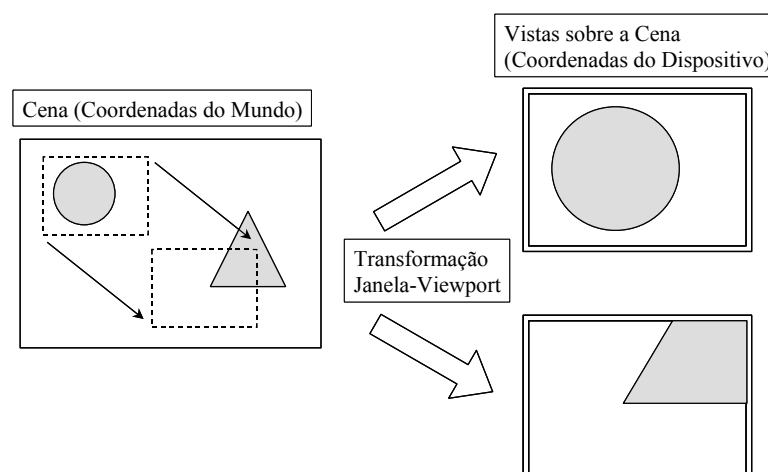 Vistas sobre a Cena
(Coordenadas do Dispositivo)
Cena (Coordenadas do Mundo)
Transformação
Janela-Viewport